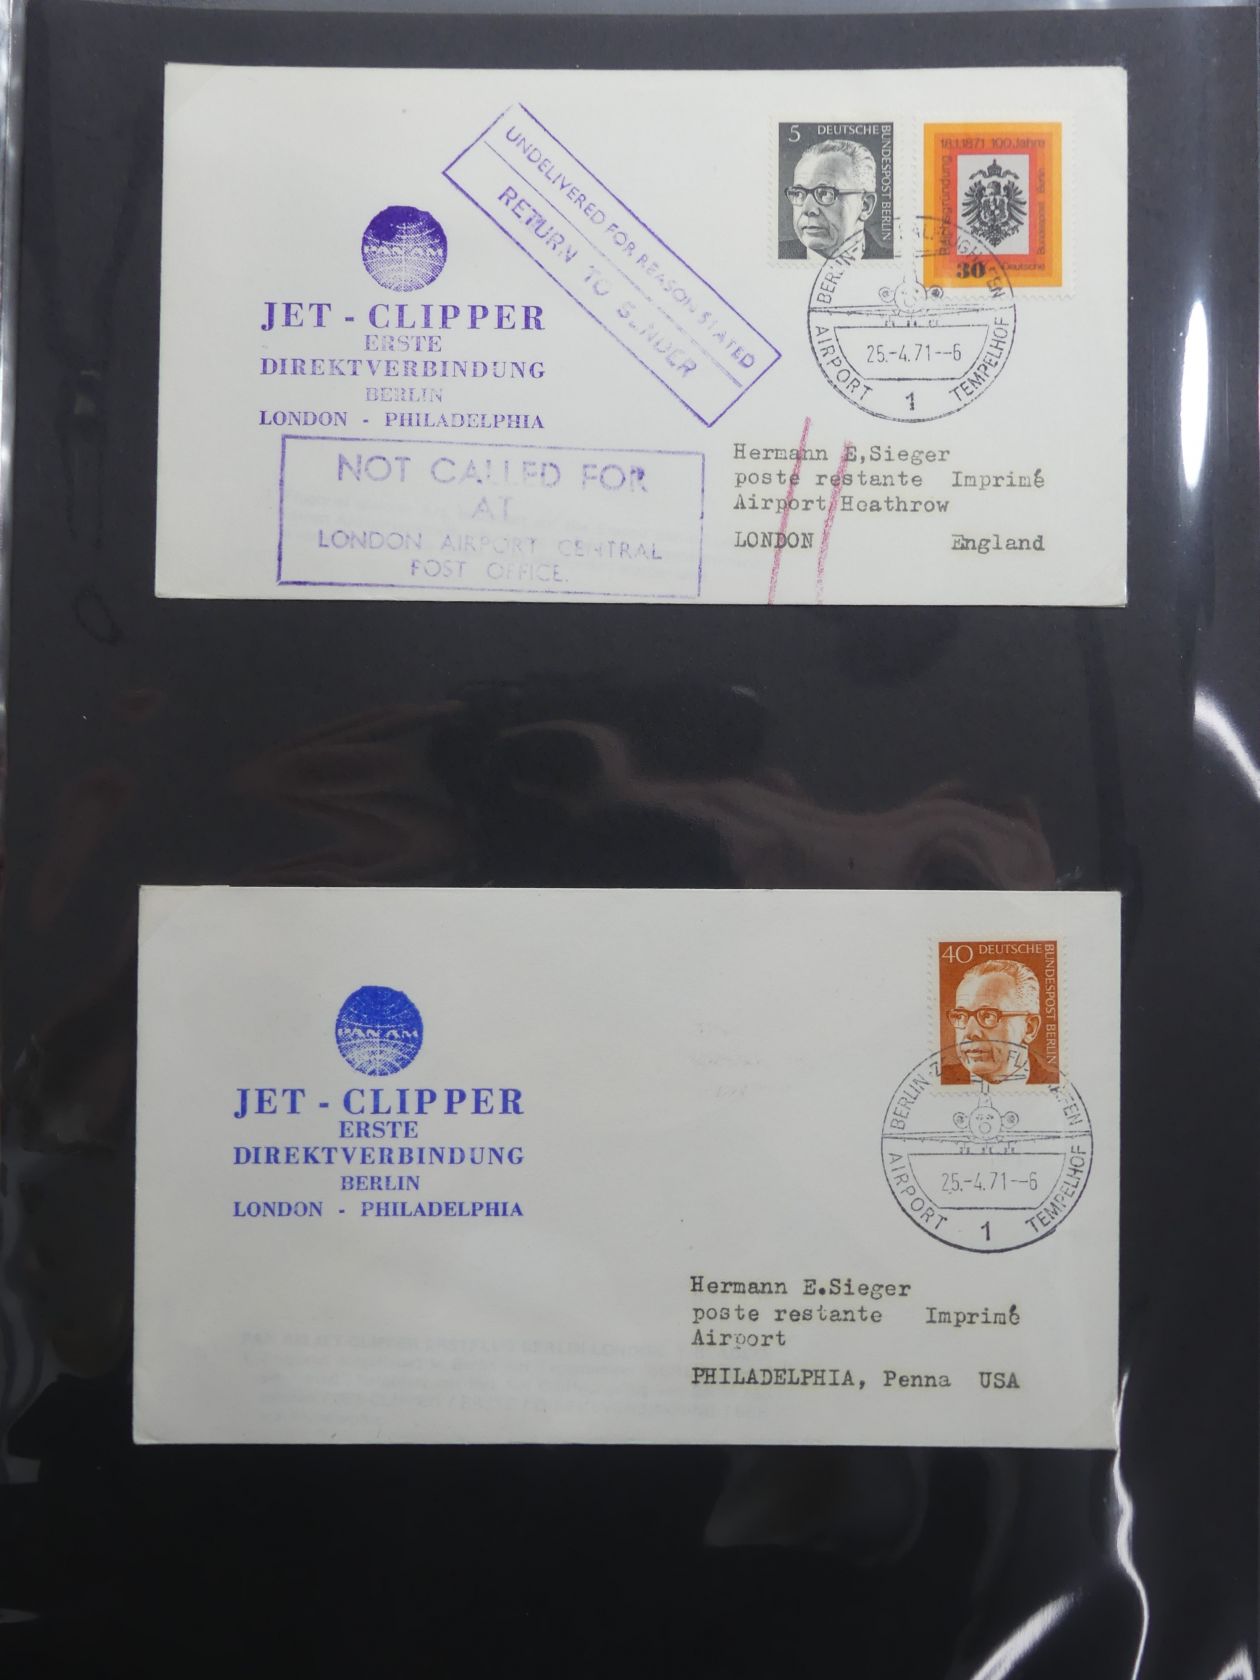 UNDELIVERED FOR REASON STATED
RETURN TO SENDER
5 DEUTSCHE
BUNDESPOST BERLIN
18.1.1871 100 Jahre
Reichsgründung
30
Deutsche
Bundespost Berlin
PAN AM
JET - CLIPPER
ERSTE
DIREKTVERBINDUNG
BERLIN
LONDON - PHILADELPHIA
AIRPORT
TEMPELHOF
25.-4.71--6
1
NOT CALLED FOR
AT
LONDON AIRPORT CENTRAL
POST OFFICE.
Hermann E,Sieger
poste restante Imprimé
Airport Heathrow
LONDON England
40 DEUTSCHE
BUNDESPOST BERLIN
PAN AM
JET - CLIPPER
ERSTE
DIREKTVERBINDUNG
BERLIN
LONDON - PHILADELPHIA
BERLIN
AIRPORT
TEMPELHOF
25.-4.71--6
1
Hermann E.Sieger
poste restante Imprimé
Airport
PHILADELPHIA, Penna USA